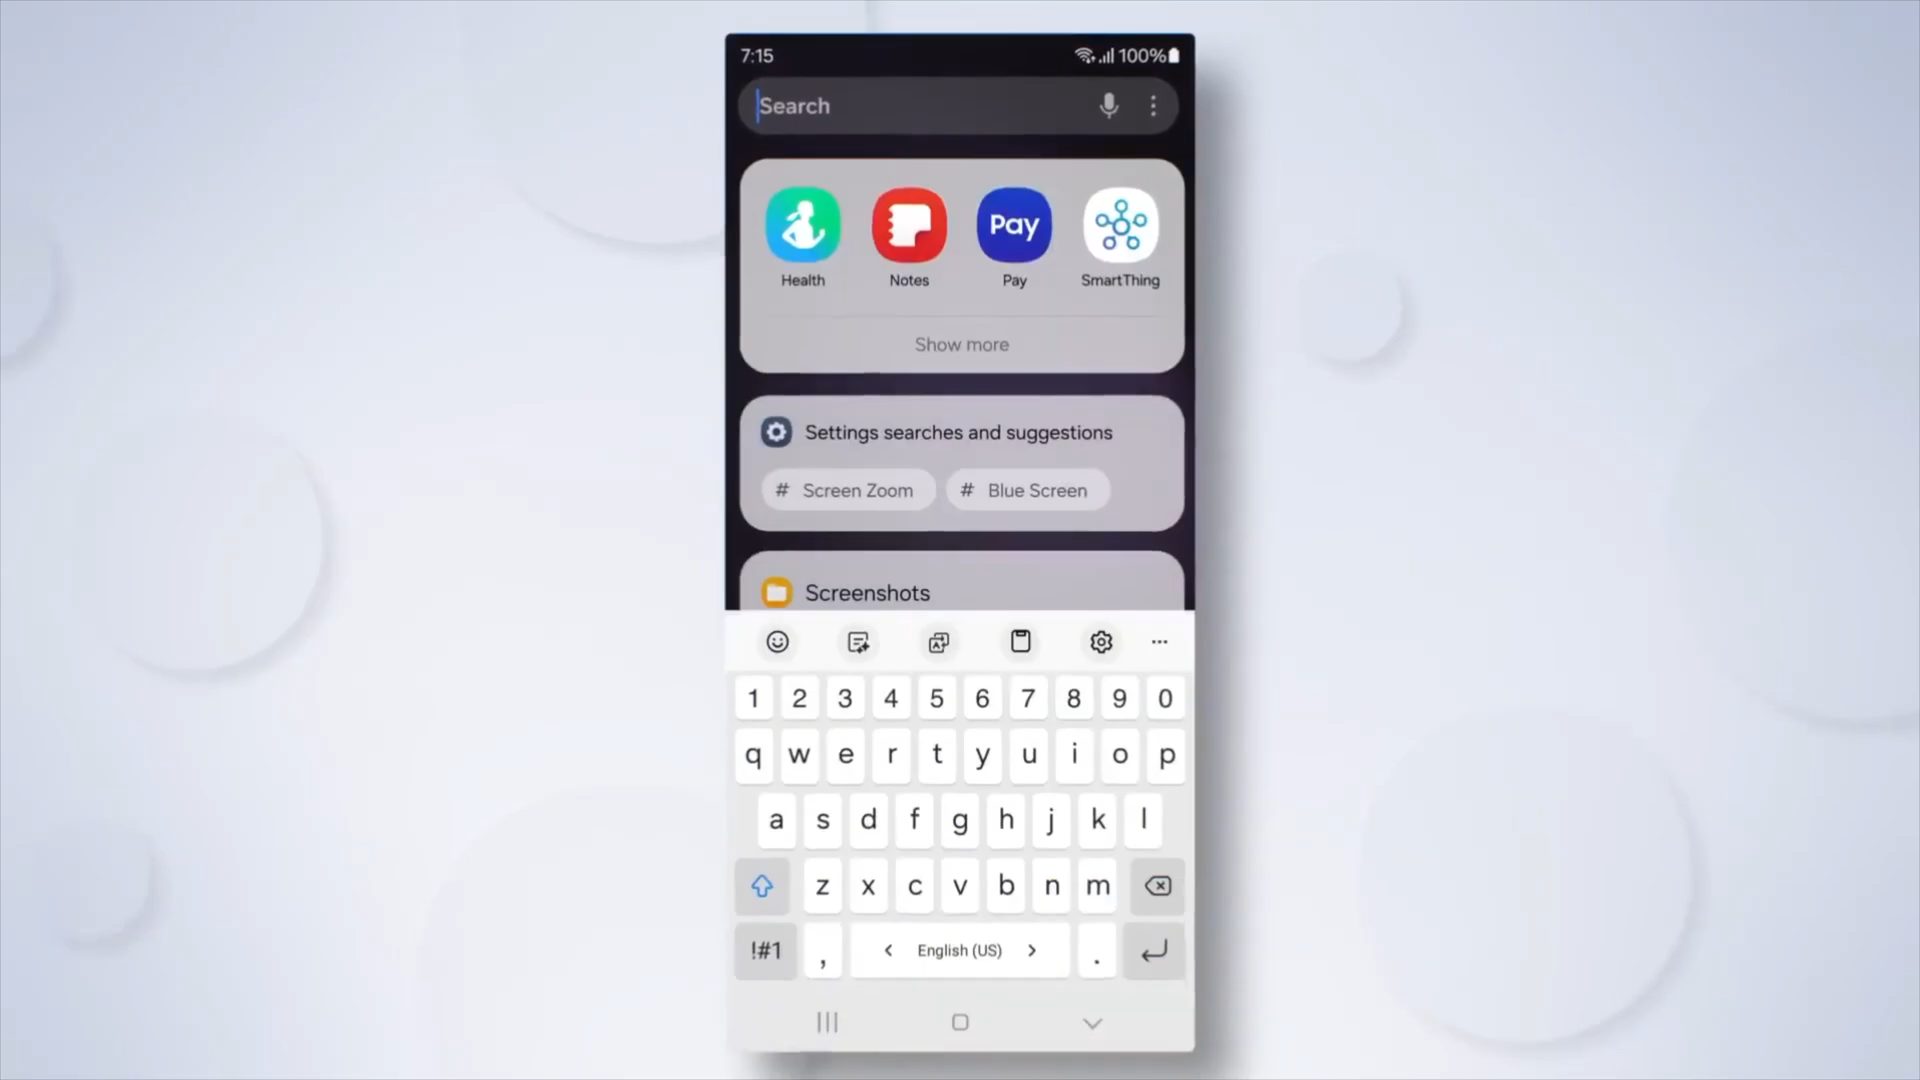 7:15 100%
Search
Pay
Health Notes Pay SmartThing
Show more
Settings searches and suggestions
# Screen Zoom # Blue Screen
Screenshots
1 2 3 4 5 6 7 8 9 0
q w e r t y u i o p
a s d f g h j k l
z x c v b n m
!#1 , < English (US) > .